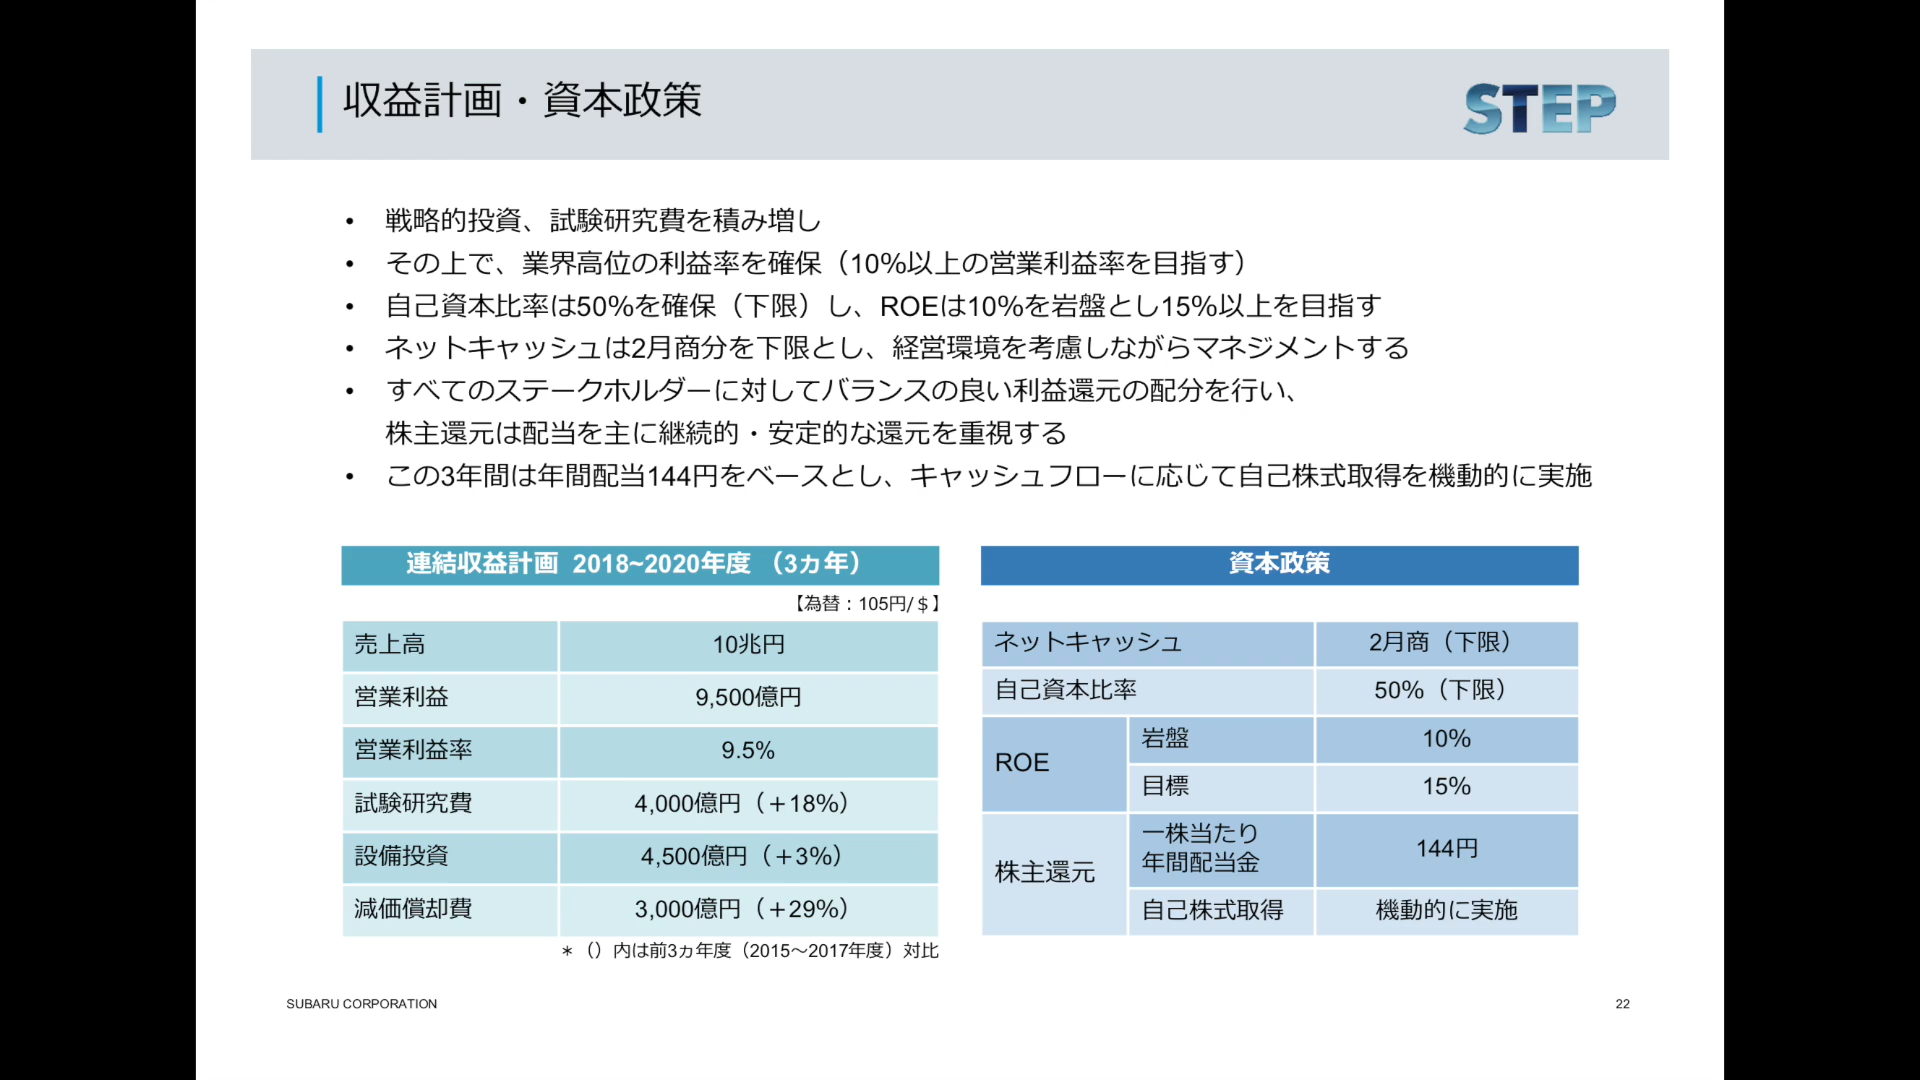 収益計画・資本政策
STEP
• 戦略的投資、試験研究費を積み増し
• その上で、業界高位の利益率を確保（10%以上の営業利益率を目指す）
• 自己資本比率は50%を確保（下限）し、ROEは10%を岩盤とし15%以上を目指す
• ネットキャッシュは2月商分を下限とし、経営環境を考慮しながらマネジメントする
• すべてのステークホルダーに対してバランスの良い利益還元の配分を行い、
株主還元は配当を主に継続的・安定的な還元を重視する
• この3年間は年間配当144円をベースとし、キャッシュフローに応じて自己株式取得を機動的に実施
連結収益計画 2018~2020年度 （3ヵ年）
【為替：105円/＄】
売上高 10兆円
営業利益 9,500億円
営業利益率 9.5%
試験研究費 4,000億円（＋18%）
設備投資 4,500億円（＋3%）
減価償却費 3,000億円（＋29%）
＊（）内は前3ヵ年度（2015～2017年度）対比
資本政策
ネットキャッシュ 2月商（下限）
自己資本比率 50%（下限）
ROE
岩盤 10%
目標 15%
株主還元
一株当たり
年間配当金 144円
自己株式取得 機動的に実施
SUBARU CORPORATION
22